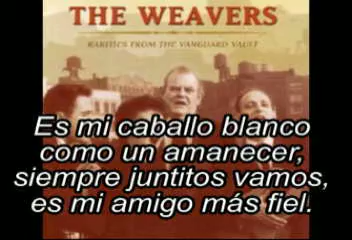 THE WEAVERS
RARITIES FROM THE VANGUARD VAULT
Es mi caballo blanco
como un amanecer,
siempre juntitos vamos,
es mi amigo más fiel.